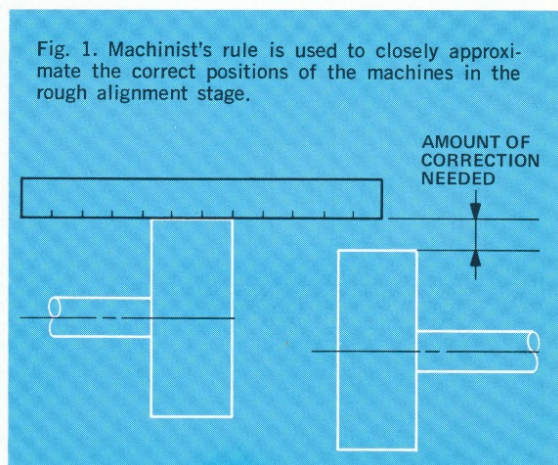 Fig. 1. Machinist's rule is used to closely approxi-
mate the correct positions of the machines in the
rough alignment stage.
AMOUNT OF
CORRECTION
NEEDED